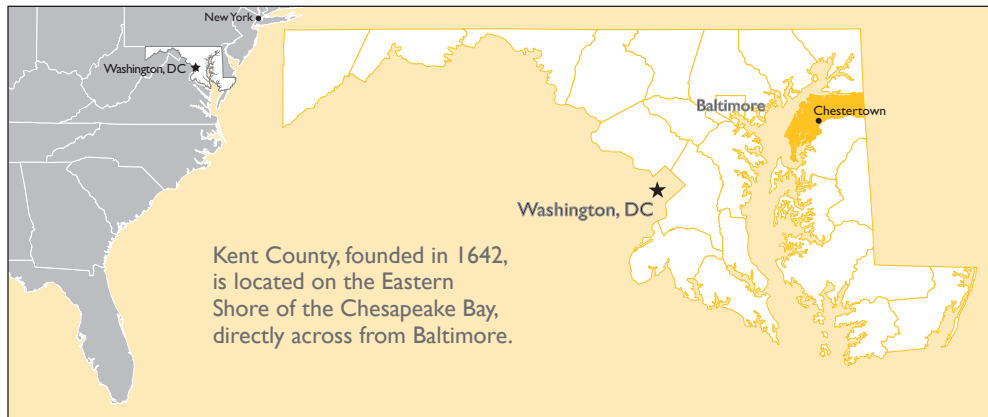 New York
Washington, DC
Baltimore
Chestertown
Washington, DC
Kent County, founded in 1642,
is located on the Eastern
Shore of the Chesapeake Bay,
directly across from Baltimore.